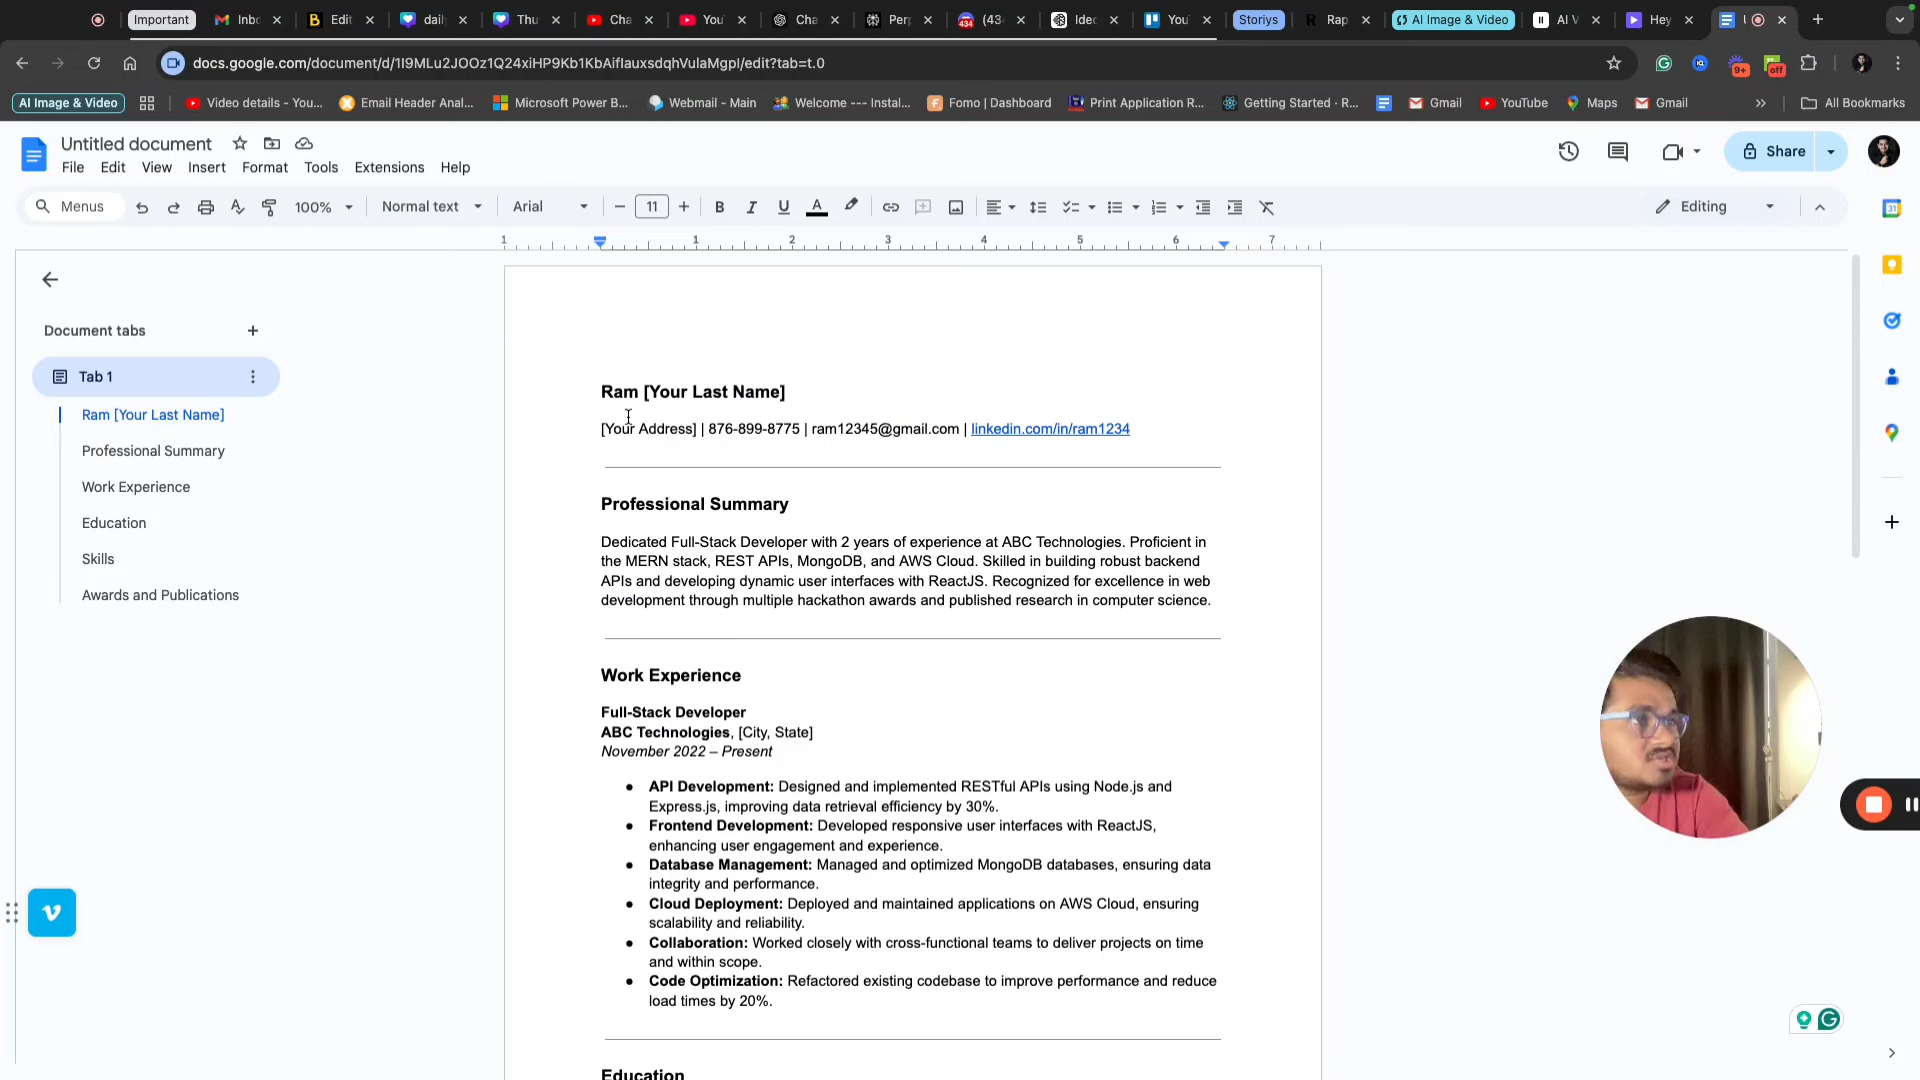 Important
Inbo
Edit
dail
Thu
Cha
You'
Cha
Per
(43
Idec
You
Storiys
Rap
AI Image & Video
AI V
Hey
docs.google.com/document/d/1I9MLu2JOOz1Q24xiHP9Kb1KbAiflauxsdqhVulaMgpI/edit?tab=t.0
9+
off
AI Image & Video
Video details - You...
Email Header Anal...
Microsoft Power B...
Webmail - Main
Welcome --- Instal...
Fomo | Dashboard
Print Application R...
Getting Started · R...
Gmail
YouTube
Maps
Gmail
All Bookmarks
Untitled document
File Edit View Insert Format Tools Extensions Help
Share
Menus
100%
Normal text
Arial
11
B I U A
Editing
31
1 1 2 3 4 5 6 7
Document tabs
Tab 1
Ram [Your Last Name]
Professional Summary
Work Experience
Education
Skills
Awards and Publications
Ram [Your Last Name]
[Your Address] | 876-899-8775 | ram12345@gmail.com | linkedin.com/in/ram1234
Professional Summary
Dedicated Full-Stack Developer with 2 years of experience at ABC Technologies. Proficient in
the MERN stack, REST APIs, MongoDB, and AWS Cloud. Skilled in building robust backend
APIs and developing dynamic user interfaces with ReactJS. Recognized for excellence in web
development through multiple hackathon awards and published research in computer science.
Work Experience
Full-Stack Developer
ABC Technologies, [City, State]
November 2022 – Present
● API Development: Designed and implemented RESTful APIs using Node.js and
Express.js, improving data retrieval efficiency by 30%.
● Frontend Development: Developed responsive user interfaces with ReactJS,
enhancing user engagement and experience.
● Database Management: Managed and optimized MongoDB databases, ensuring data
integrity and performance.
● Cloud Deployment: Deployed and maintained applications on AWS Cloud, ensuring
scalability and reliability.
● Collaboration: Worked closely with cross-functional teams to deliver projects on time
and within scope.
● Code Optimization: Refactored existing codebase to improve performance and reduce
load times by 20%.
Education